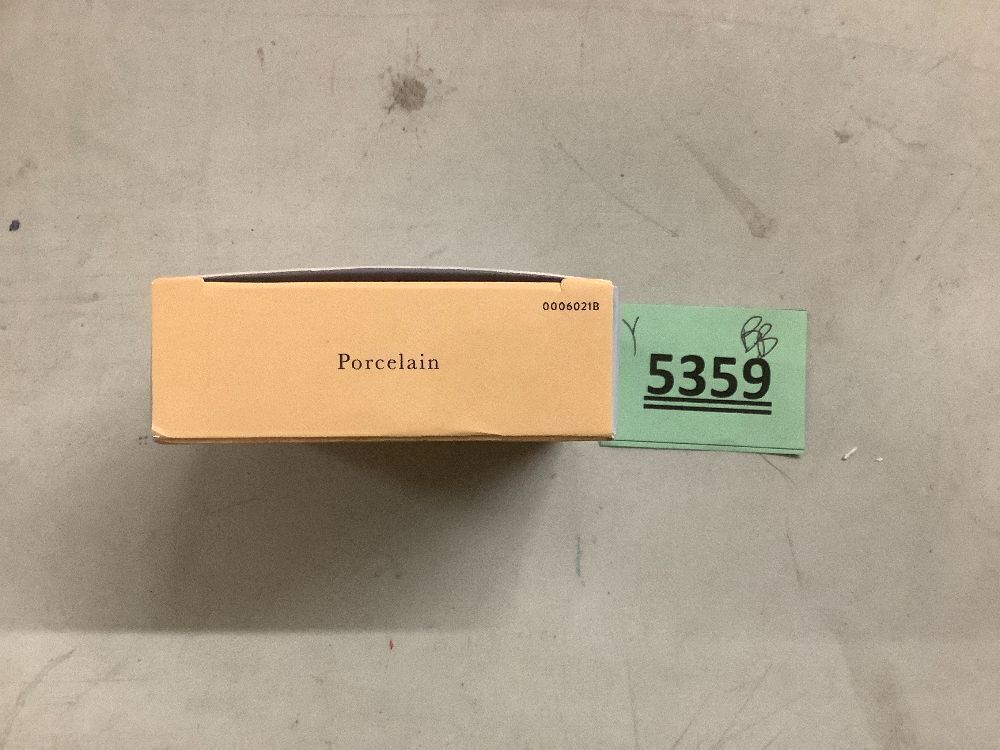 0006021B
Porcelain
Y
BB
5359